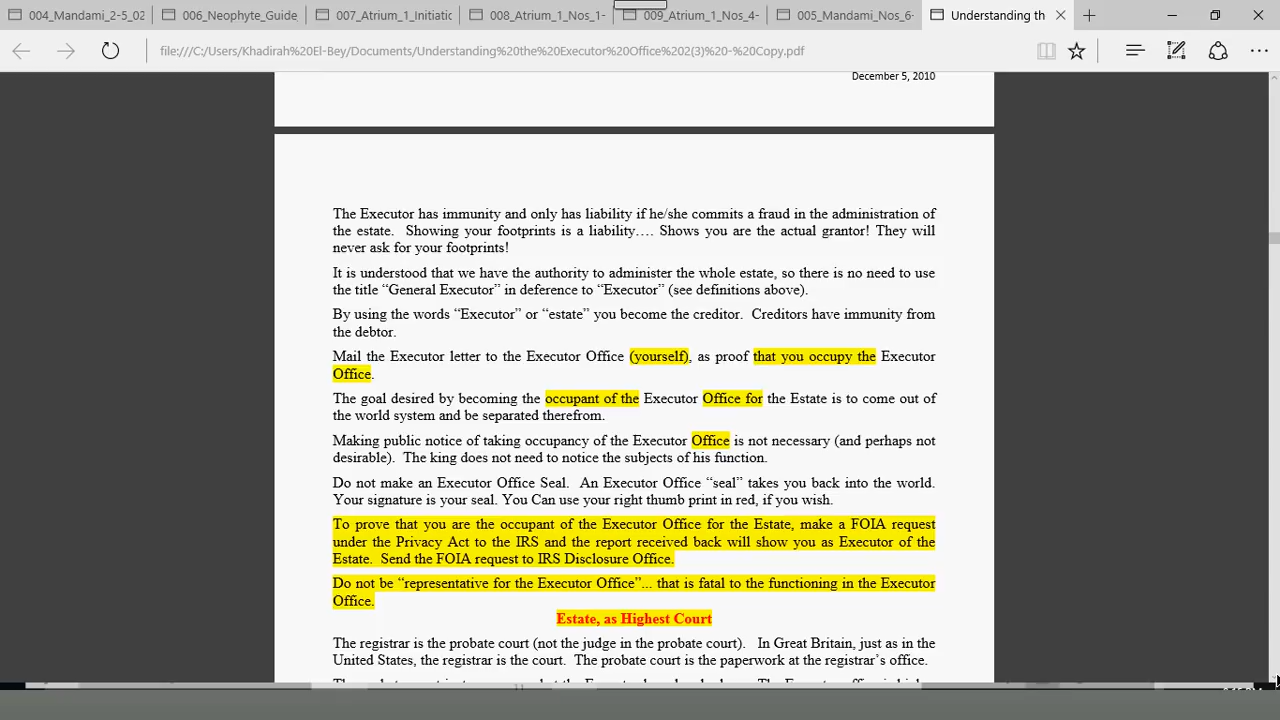 004_Mandami_2-5_02
006_Neophyte_Guide
007_Atrium_1_Initiatic
008_Atrium_1_Nos_1-
009_Atrium_1_Nos_4-
005_Mandami_Nos_6-
Understanding th
file:///C:/Users/Khadirah%20El-Bey/Documents/Understanding%20the%20Executor%20Office%202(3)%20-%20Copy.pdf
December 5, 2010
The Executor has immunity and only has liability if he/she commits a fraud in the administration of
the estate. Showing your footprints is a liability…. Shows you are the actual grantor! They will
never ask for your footprints!
It is understood that we have the authority to administer the whole estate, so there is no need to use
the title “General Executor” in deference to “Executor” (see definitions above).
By using the words “Executor” or “estate” you become the creditor. Creditors have immunity from
the debtor.
Mail the Executor letter to the Executor Office (yourself), as proof that you occupy the Executor
Office.
The goal desired by becoming the occupant of the Executor Office for the Estate is to come out of
the world system and be separated therefrom.
Making public notice of taking occupancy of the Executor Office is not necessary (and perhaps not
desirable). The king does not need to notice the subjects of his function.
Do not make an Executor Office Seal. An Executor Office “seal” takes you back into the world.
Your signature is your seal. You Can use your right thumb print in red, if you wish.
To prove that you are the occupant of the Executor Office for the Estate, make a FOIA request
under the Privacy Act to the IRS and the report received back will show you as Executor of the
Estate. Send the FOIA request to IRS Disclosure Office.
Do not be “representative for the Executor Office”... that is fatal to the functioning in the Executor
Office.
Estate, as Highest Court
The registrar is the probate court (not the judge in the probate court). In Great Britain, just as in the
United States, the registrar is the court. The probate court is the paperwork at the registrar’s office.